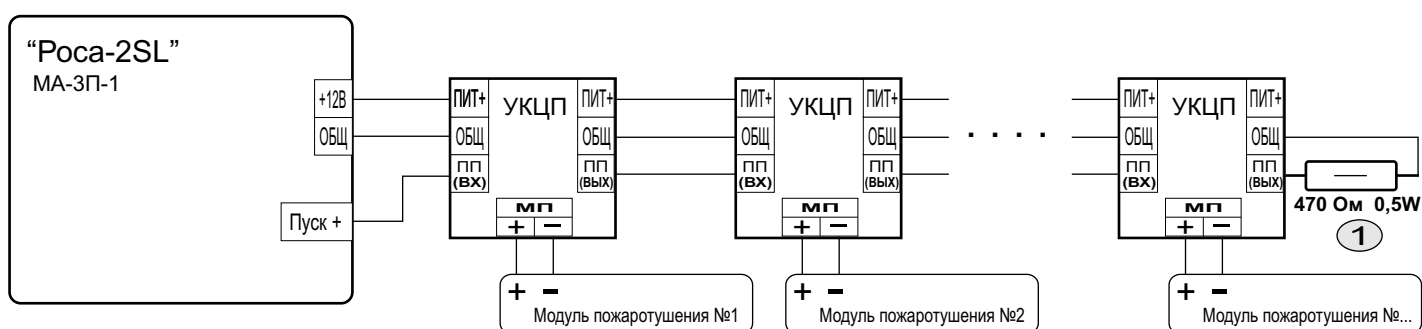 “Роса-2SL”
МА-3П-1
+12В
ОБЩ
Пуск +
ПИТ+ УКЦП ПИТ+
ОБЩ ОБЩ
ПП (ВХ) ПП (ВЫХ)
МП
+ −
+ −
Модуль пожаротушения №1
ПИТ+ УКЦП ПИТ+
ОБЩ ОБЩ
ПП (ВХ) ПП (ВЫХ)
МП
+ −
+ −
Модуль пожаротушения №2
. . . .
ПИТ+ УКЦП ПИТ+
ОБЩ ОБЩ
ПП (ВХ) ПП (ВЫХ)
МП
+ −
+ −
Модуль пожаротушения №...
470 Ом 0,5W
1